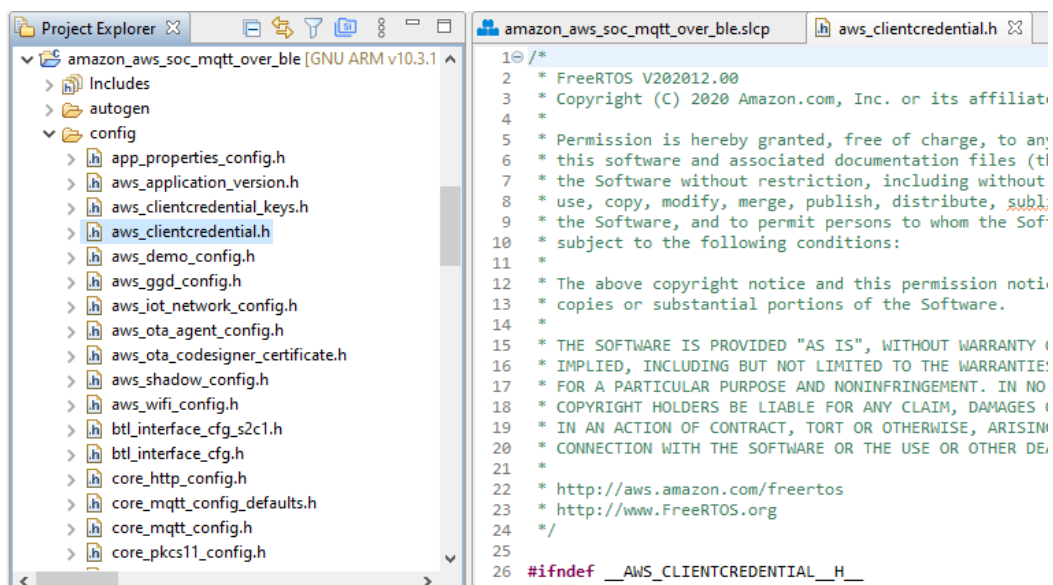 Project Explorer
amazon_aws_soc_mqtt_over_ble [GNU ARM v10.3.1
Includes
autogen
config
app_properties_config.h
aws_application_version.h
aws_clientcredential_keys.h
aws_clientcredential.h
aws_demo_config.h
aws_ggd_config.h
aws_iot_network_config.h
aws_ota_agent_config.h
aws_ota_codesigner_certificate.h
aws_shadow_config.h
aws_wifi_config.h
btl_interface_cfg_s2c1.h
btl_interface_cfg.h
core_http_config.h
core_mqtt_config_defaults.h
core_mqtt_config.h
core_pkcs11_config.h
amazon_aws_soc_mqtt_over_ble.slcp
aws_clientcredential.h
1 /*
2 * FreeRTOS V202012.00
3 * Copyright (C) 2020 Amazon.com, Inc. or its affiliate
4 *
5 * Permission is hereby granted, free of charge, to any
6 * this software and associated documentation files (th
7 * the Software without restriction, including without
8 * use, copy, modify, merge, publish, distribute, subli
9 * the Software, and to permit persons to whom the Soft
10 * subject to the following conditions:
11 *
12 * The above copyright notice and this permission notic
13 * copies or substantial portions of the Software.
14 *
15 * THE SOFTWARE IS PROVIDED "AS IS", WITHOUT WARRANTY O
16 * IMPLIED, INCLUDING BUT NOT LIMITED TO THE WARRANTIES
17 * FOR A PARTICULAR PURPOSE AND NONINFRINGEMENT. IN NO
18 * COPYRIGHT HOLDERS BE LIABLE FOR ANY CLAIM, DAMAGES O
19 * IN AN ACTION OF CONTRACT, TORT OR OTHERWISE, ARISING
20 * CONNECTION WITH THE SOFTWARE OR THE USE OR OTHER DEA
21 *
22 * http://aws.amazon.com/freertos
23 * http://www.FreeRTOS.org
24 */
25
26 #ifndef __AWS_CLIENTCREDENTIAL__H__